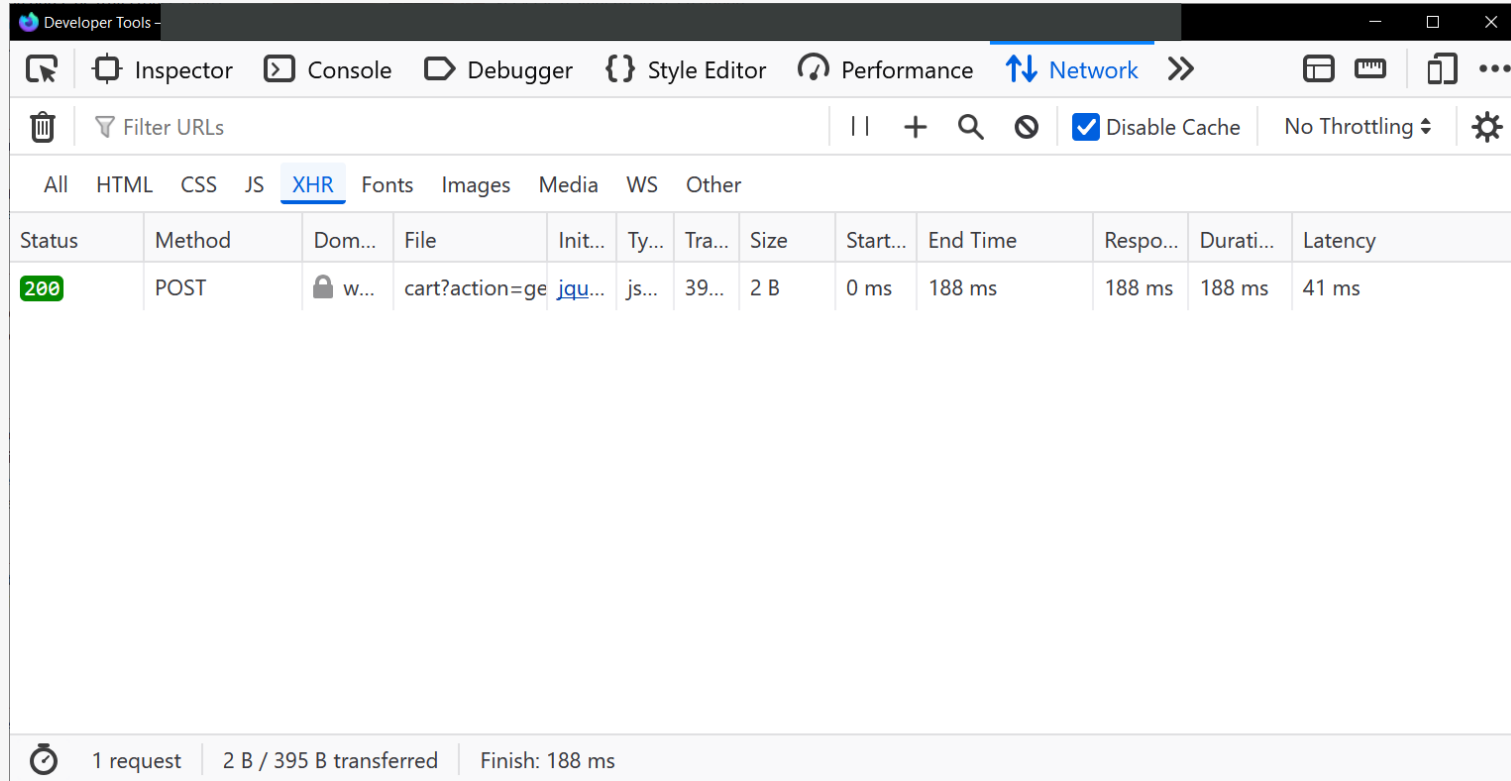 Developer Tools –
Inspector Console Debugger Style Editor Performance Network
Filter URLs Disable Cache No Throttling
All HTML CSS JS XHR Fonts Images Media WS Other
Status Method Dom... File Init... Ty... Tra... Size Start... End Time Respo... Durati... Latency
200 POST w... cart?action=ge jqu... js... 39... 2 B 0 ms 188 ms 188 ms 188 ms 41 ms
1 request 2 B / 395 B transferred Finish: 188 ms